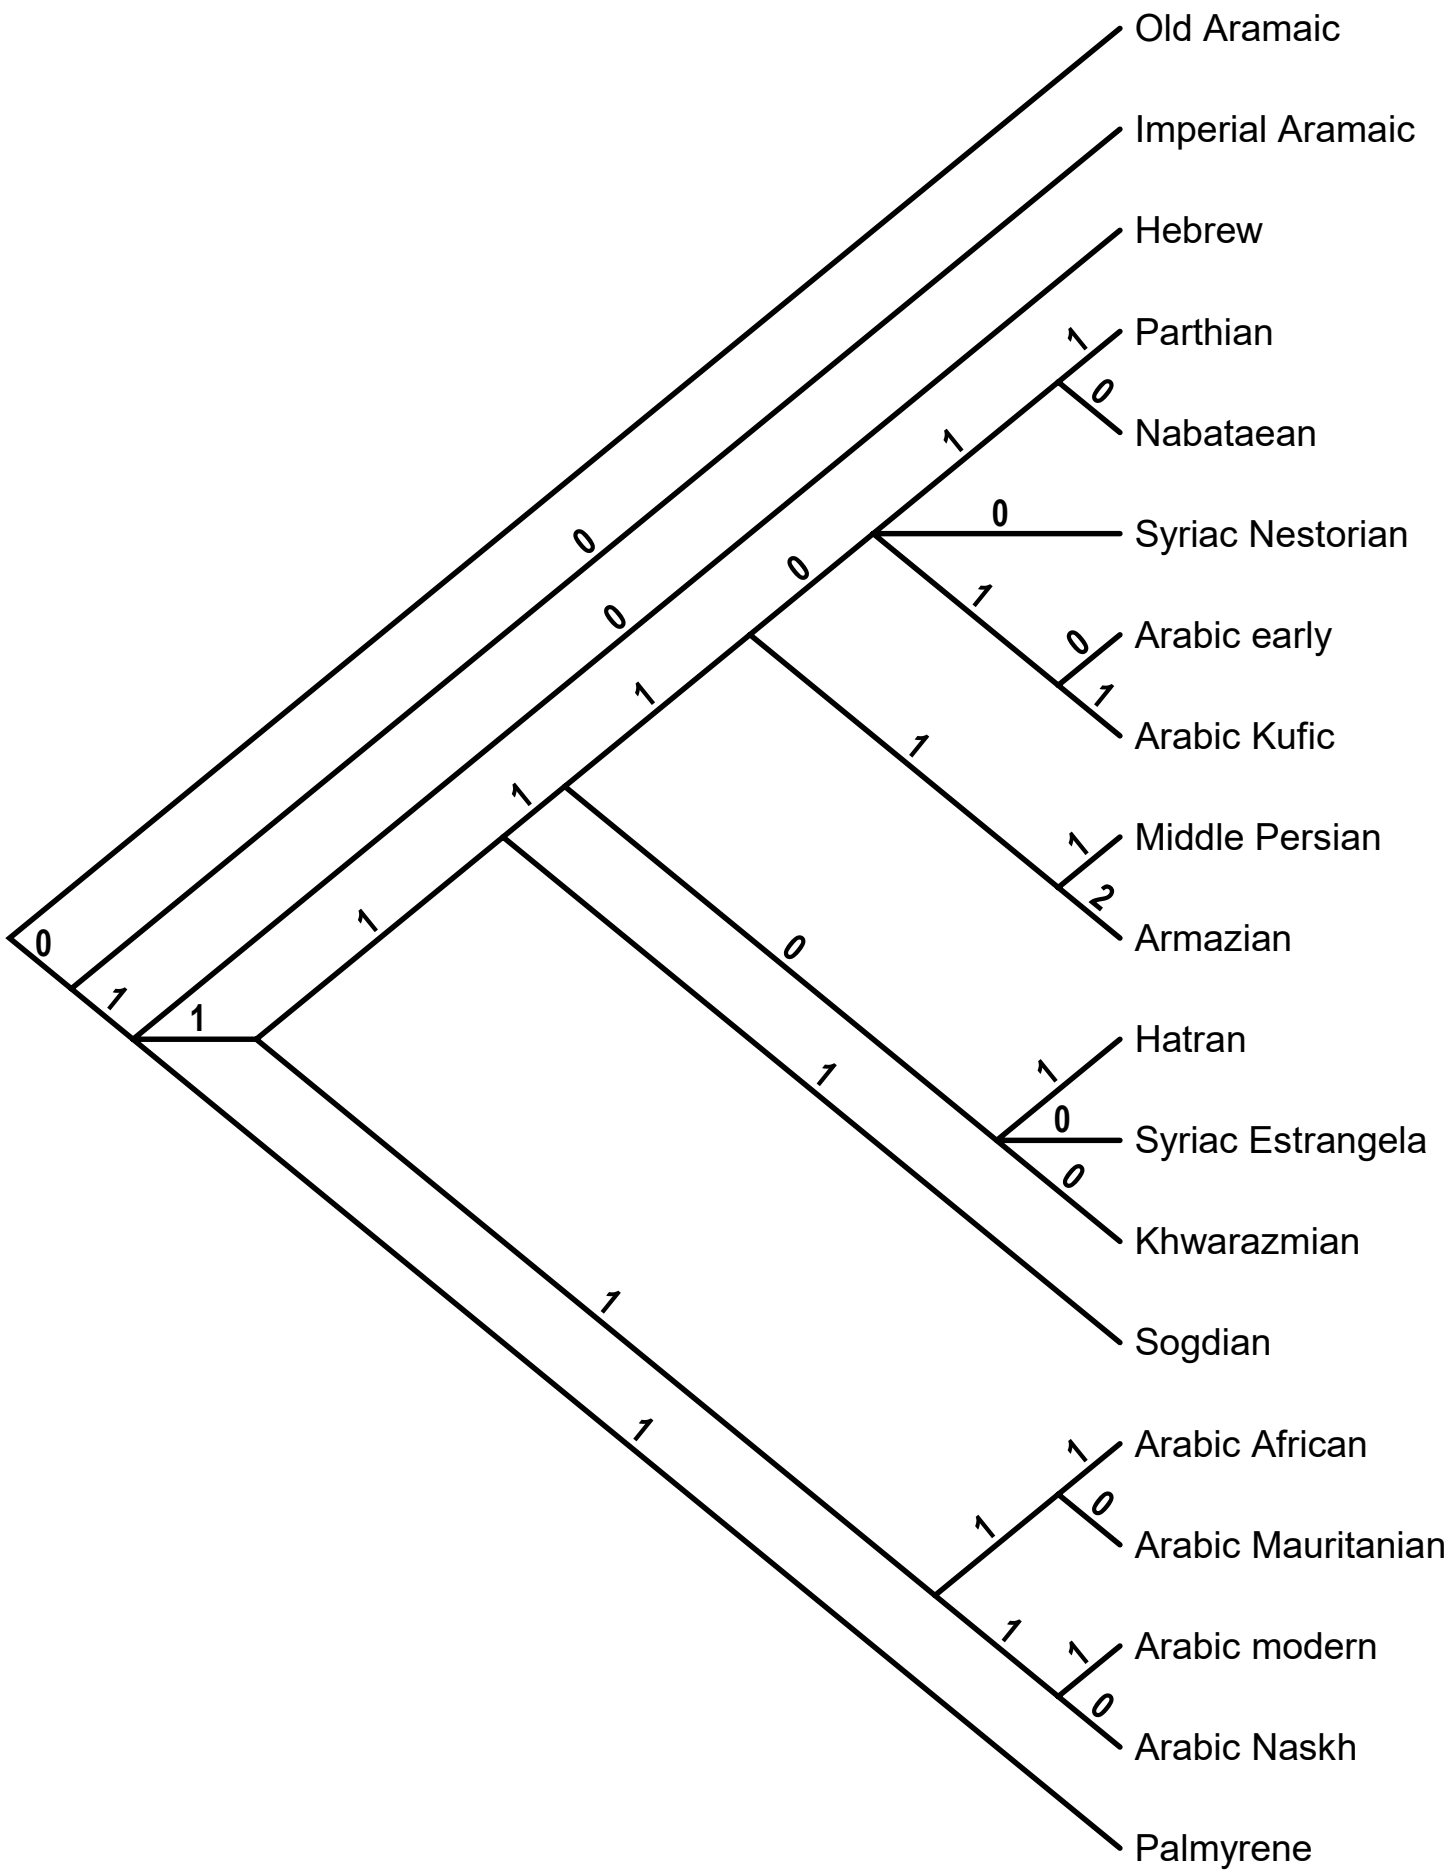 Old Aramaic
Imperial Aramaic
Hebrew
1
Parthian
0
Nabataean
1
0
Syriac Nestorian
0
0
1
0
Arabic early
0
1
Arabic Kufic
1
1
1
1
Middle Persian
2
Armazian
1
0
1
0
1
1
Hatran
1
0
Syriac Estrangela
0
Khwarazmian
1
Sogdian
1
1
1
Arabic African
0
Arabic Mauritanian
1
1
1
Arabic modern
0
Arabic Naskh
Palmyrene